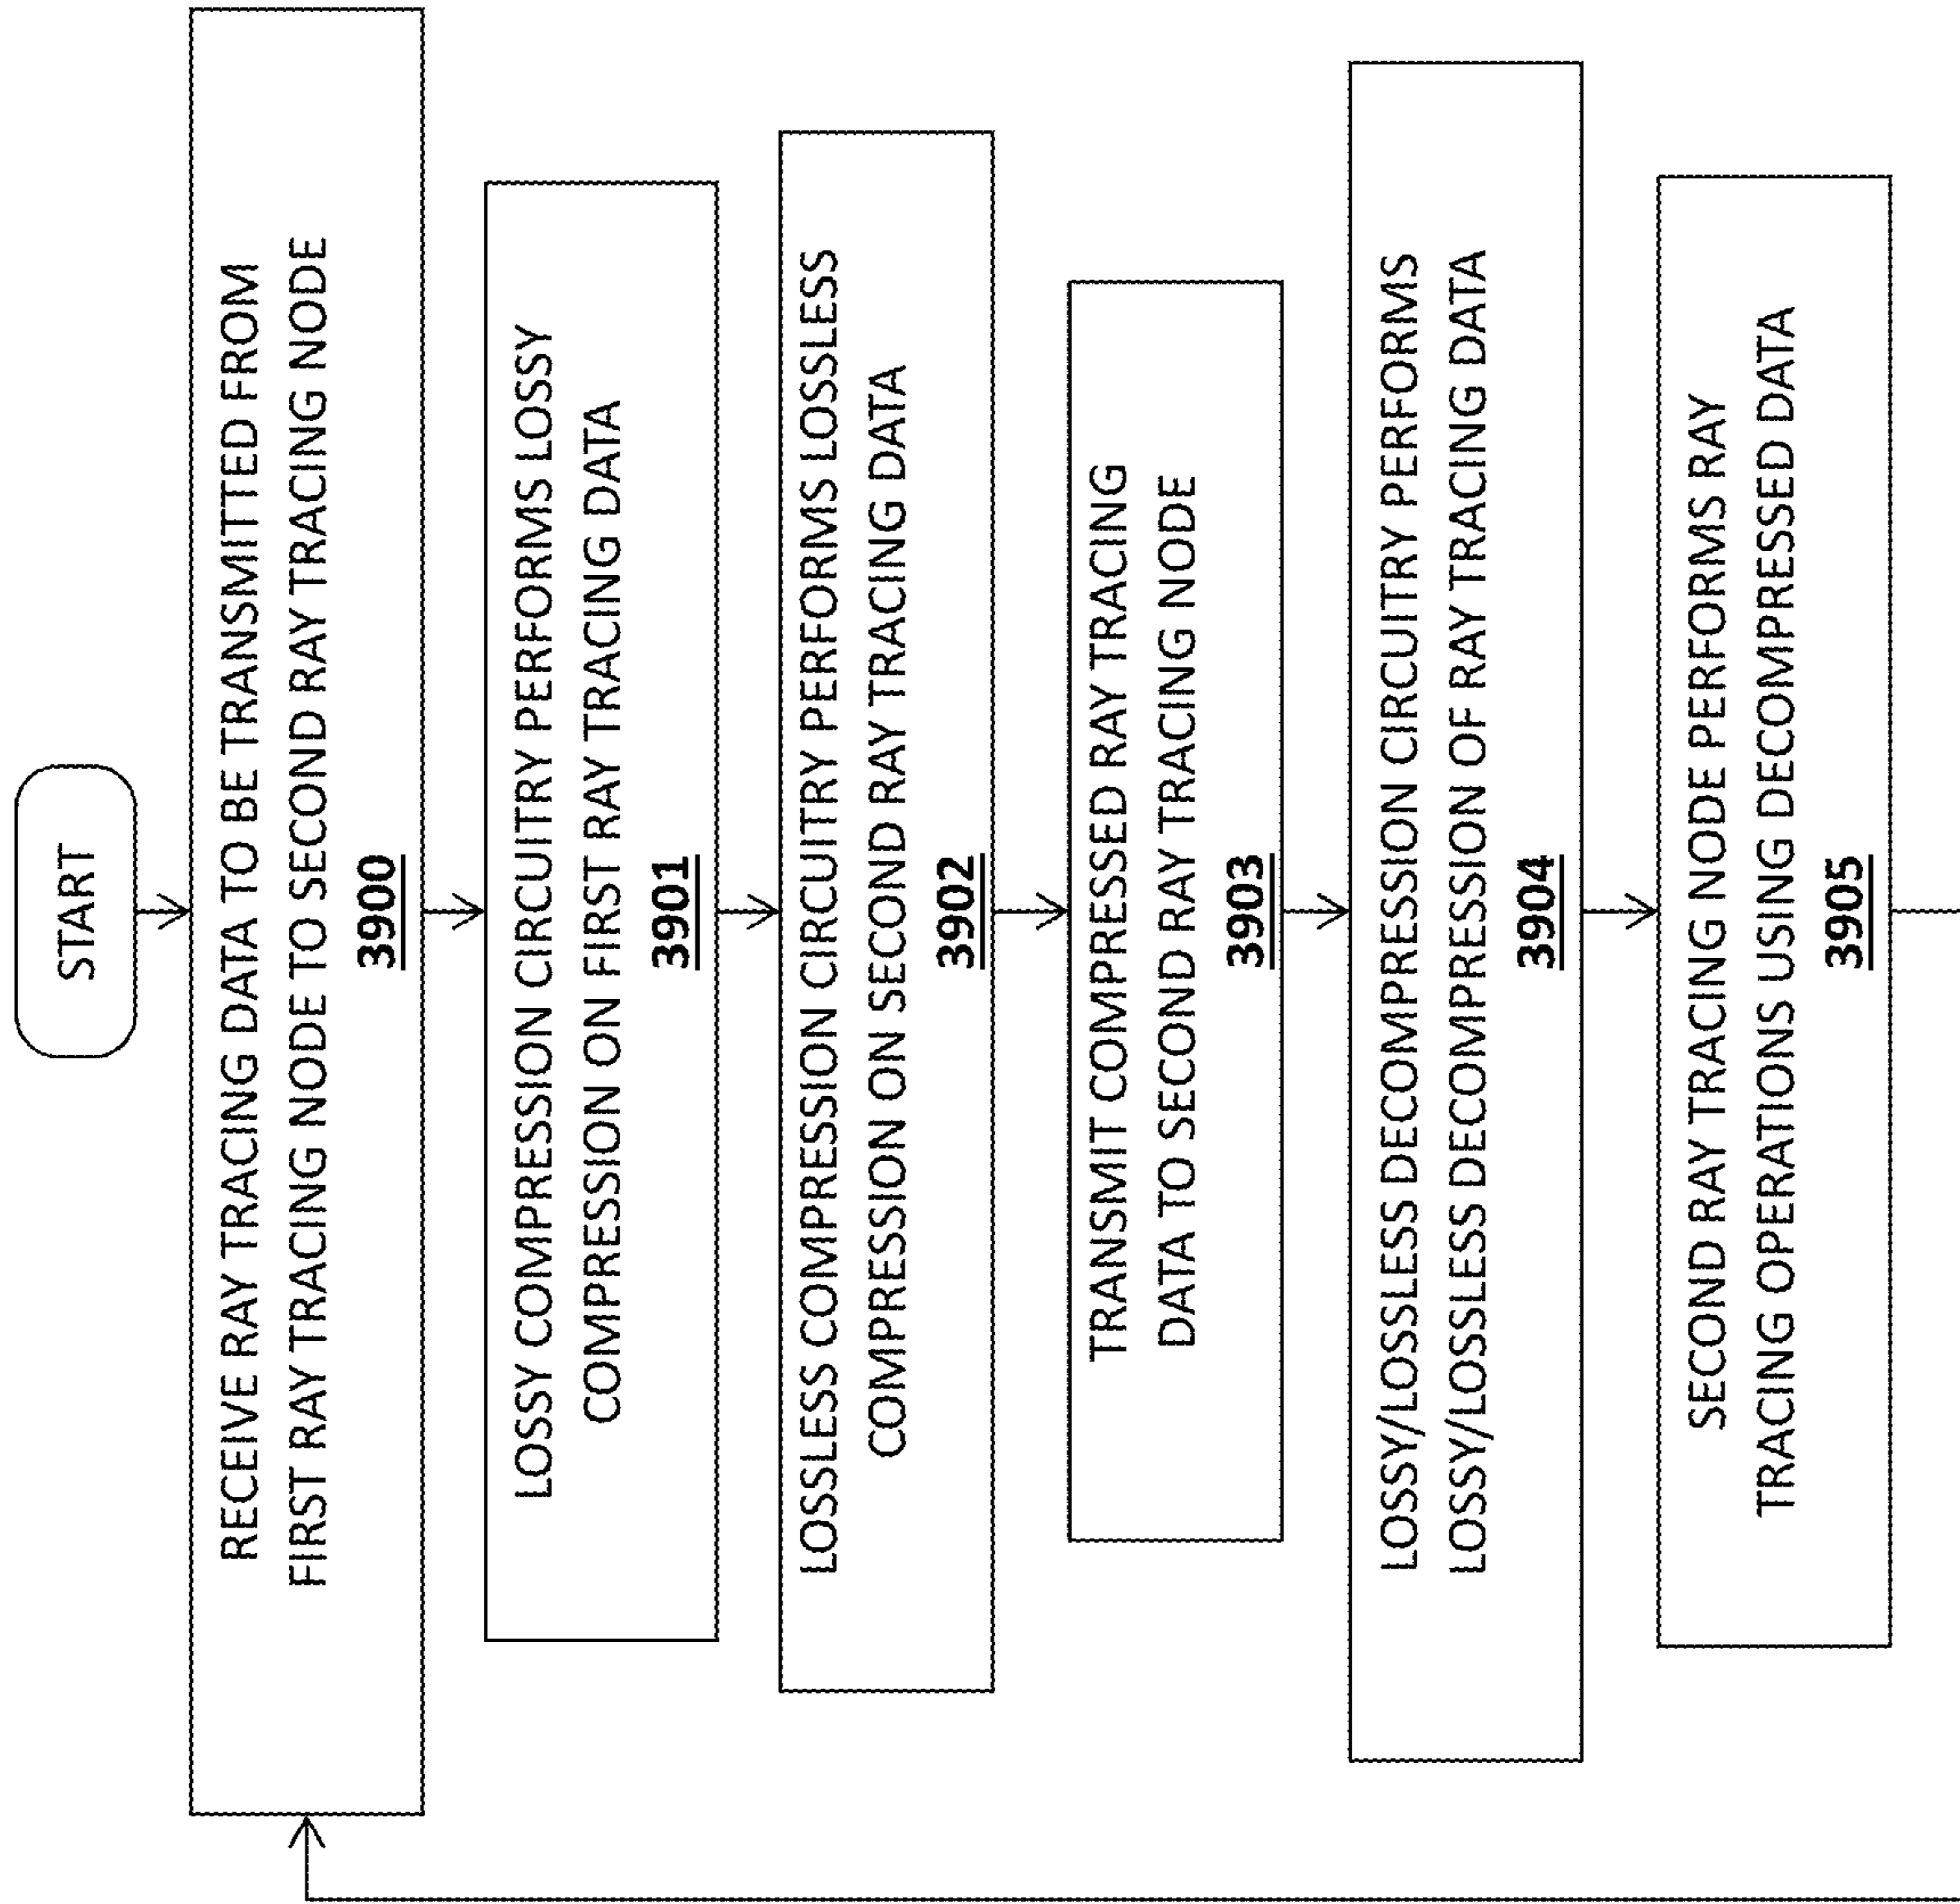 START
RECEIVE RAY TRACING DATA TO BE TRANSMITTED FROM
FIRST RAY TRACING NODE TO SECOND RAY TRACING NODE
3900
LOSSY COMPRESSION CIRCUITRY PERFORMS LOSSY
COMPRESSION ON FIRST RAY TRACING DATA
3901
LOSSLESS COMPRESSION CIRCUITRY PERFORMS LOSSLESS
COMPRESSION ON SECOND RAY TRACING DATA
3902
TRANSMIT COMPRESSED RAY TRACING
DATA TO SECOND RAY TRACING NODE
3903
LOSSY/LOSSLESS DECOMPRESSION CIRCUITRY PERFORMS
LOSSY/LOSSLESS DECOMPRESSION OF RAY TRACING DATA
3904
SECOND RAY TRACING NODE PERFORMS RAY
TRACING OPERATIONS USING DECOMPRESSED DATA
3905